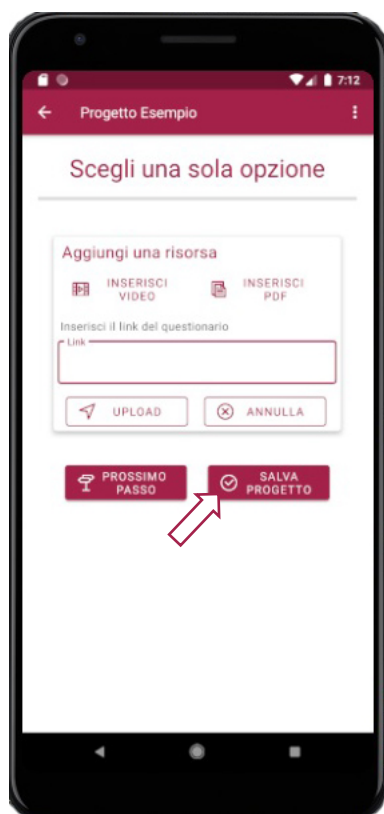 7:12
Progetto Esempio
Scegli una sola opzione
Aggiungi una risorsa
INSERISCI
VIDEO
INSERISCI
PDF
Inserisci il link del questionario
Link
UPLOAD
ANNULLA
PROSSIMO
PASSO
SALVA
PROGETTO